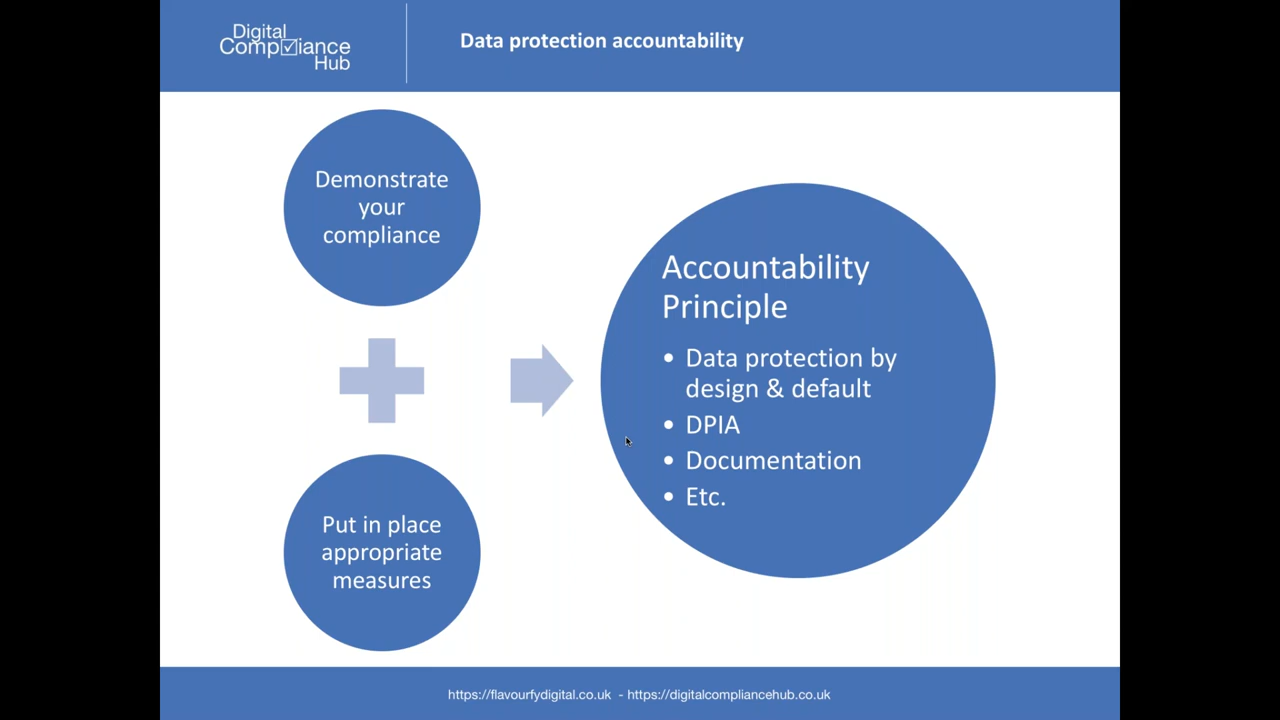 Digital
Compliance
Hub
Data protection accountability
Demonstrate
your
compliance
Put in place
appropriate
measures
Accountability
Principle
• Data protection by
design & default
• DPIA
• Documentation
• Etc.
https://flavourfydigital.co.uk - https://digitalcompliancehub.co.uk